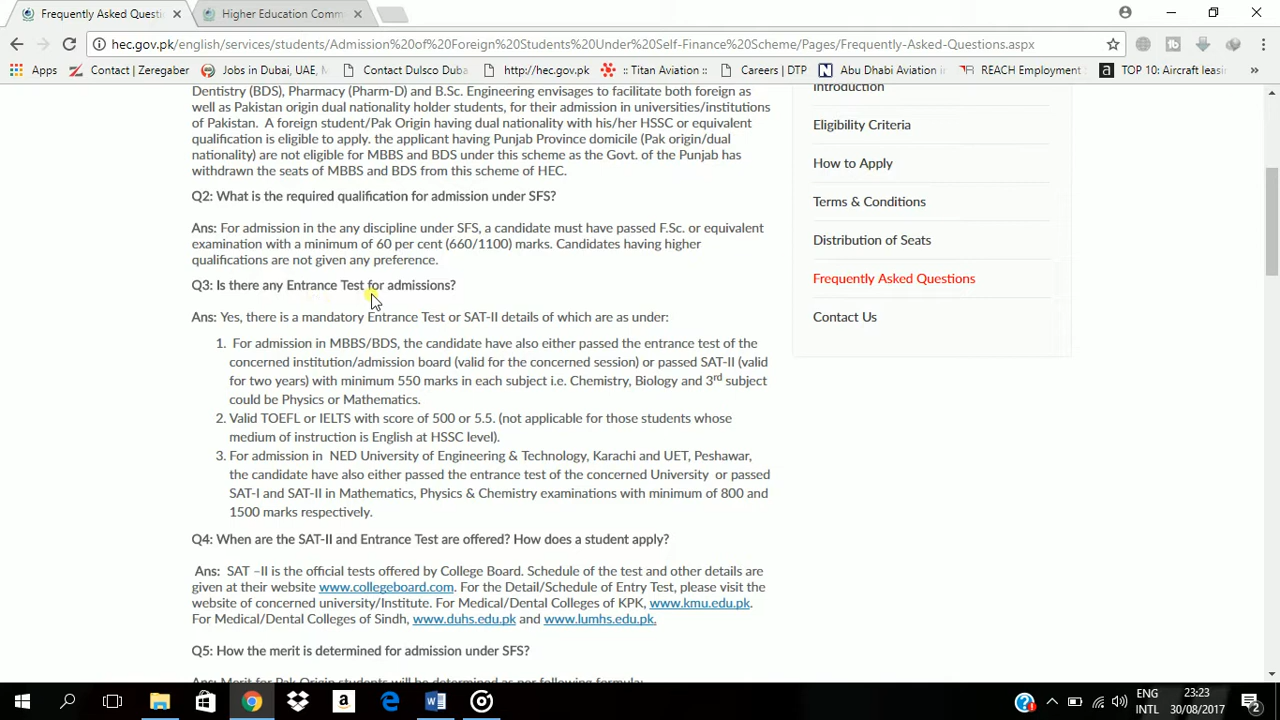 Frequently Asked Questi
Higher Education Comm
hec.gov.pk/english/services/students/Admission%20of%20Foreign%20Students%20Under%20Self-Finance%20Scheme/Pages/Frequently-Asked-Questions.aspx
Apps Contact | Zeregaber Jobs in Dubai, UAE, M Contact Dulsco Duba http://hec.gov.pk :: Titan Aviation :: Careers | DTP Abu Dhabi Aviation in REACH Employment TOP 10: Aircraft leasi
Dentistry (BDS), Pharmacy (Pharm-D) and B.Sc. Engineering envisages to facilitate both foreign as
well as Pakistan origin dual nationality holder students, for their admission in universities/institutions
of Pakistan. A foreign student/Pak Origin having dual nationality with his/her HSSC or equivalent
qualification is eligible to apply. the applicant having Punjab Province domicile (Pak origin/dual
nationality) are not eligible for MBBS and BDS under this scheme as the Govt. of the Punjab has
withdrawn the seats of MBBS and BDS from this scheme of HEC.
Q2: What is the required qualification for admission under SFS?
Ans: For admission in the any discipline under SFS, a candidate must have passed F.Sc. or equivalent
examination with a minimum of 60 per cent (660/1100) marks. Candidates having higher
qualifications are not given any preference.
Q3: Is there any Entrance Test for admissions?
Ans: Yes, there is a mandatory Entrance Test or SAT-II details of which are as under:
1. For admission in MBBS/BDS, the candidate have also either passed the entrance test of the
concerned institution/admission board (valid for the concerned session) or passed SAT-II (valid
for two years) with minimum 550 marks in each subject i.e. Chemistry, Biology and 3rd subject
could be Physics or Mathematics.
2. Valid TOEFL or IELTS with score of 500 or 5.5. (not applicable for those students whose
medium of instruction is English at HSSC level).
3. For admission in NED University of Engineering & Technology, Karachi and UET, Peshawar,
the candidate have also either passed the entrance test of the concerned University or passed
SAT-I and SAT-II in Mathematics, Physics & Chemistry examinations with minimum of 800 and
1500 marks respectively.
Q4: When are the SAT-II and Entrance Test are offered? How does a student apply?
Ans: SAT –II is the official tests offered by College Board. Schedule of the test and other details are
given at their website www.collegeboard.com. For the Detail/Schedule of Entry Test, please visit the
website of concerned university/Institute. For Medical/Dental Colleges of KPK, www.kmu.edu.pk.
For Medical/Dental Colleges of Sindh, www.duhs.edu.pk and www.lumhs.edu.pk.
Q5: How the merit is determined for admission under SFS?
Ans: Merit for Pak Origin students will be determined as per following formula:
Introduction
Eligibility Criteria
How to Apply
Terms & Conditions
Distribution of Seats
Frequently Asked Questions
Contact Us
ENG
INTL
23:23
30/08/2017
2